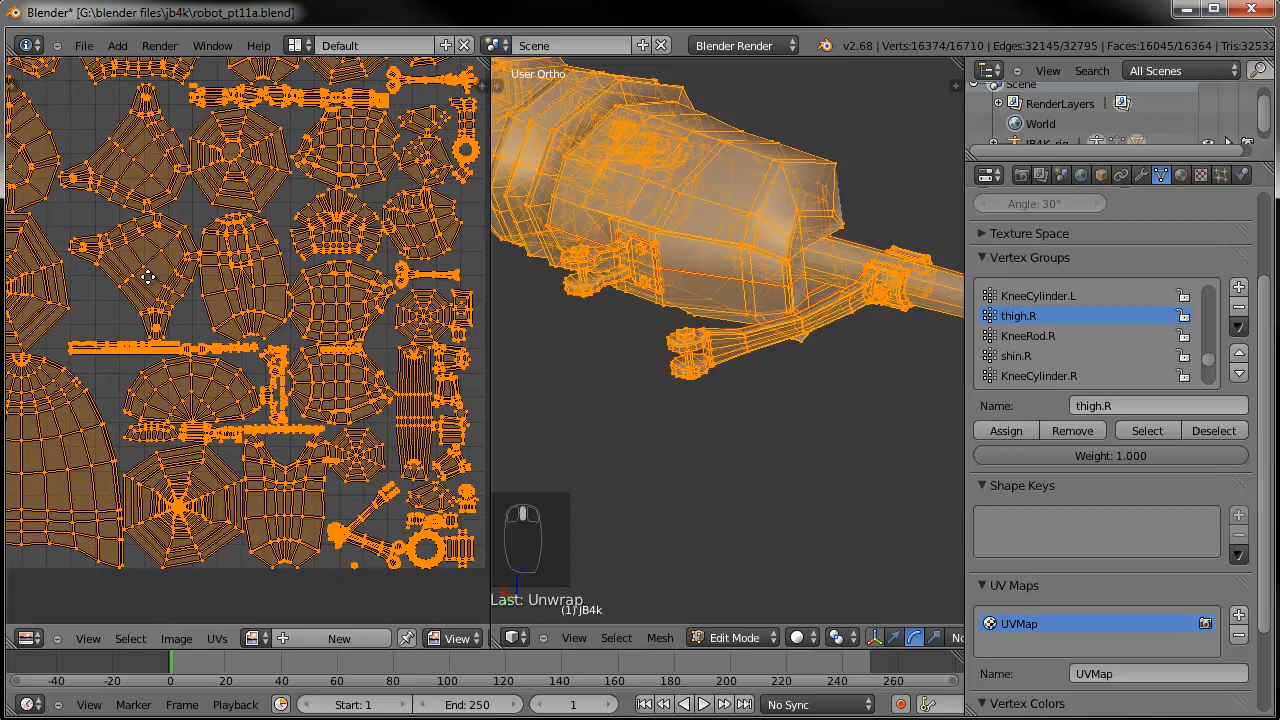 Blender* [G:\blender files\jb4k\robot_pt11a.blend]
File Add Render Window Help Default Scene Blender Render v2.68 | Verts:16374/16710 | Edges:32145/32795 | Faces:16045/16364 | Tris:32532
User Ortho
View Search All Scenes
Scene
RenderLayers |
World
JB4K_rig
Angle: 30°
Texture Space
Vertex Groups
KneeCylinder.L
thigh.R
KneeRod.R
shin.R
KneeCylinder.R
Name: thigh.R
Assign Remove Select Deselect
Weight: 1.000
Shape Keys
UV Maps
UVMap
Name: UVMap
Vertex Colors
Last: Unwrap
(1) JB4k
View Select Image UVs New View
View Select Mesh Edit Mode No
-40 -20 0 20 40 60 80 100 120 140 160 180 200 220 240 260
View Marker Frame Playback Start: 1 End: 250 1 No Sync